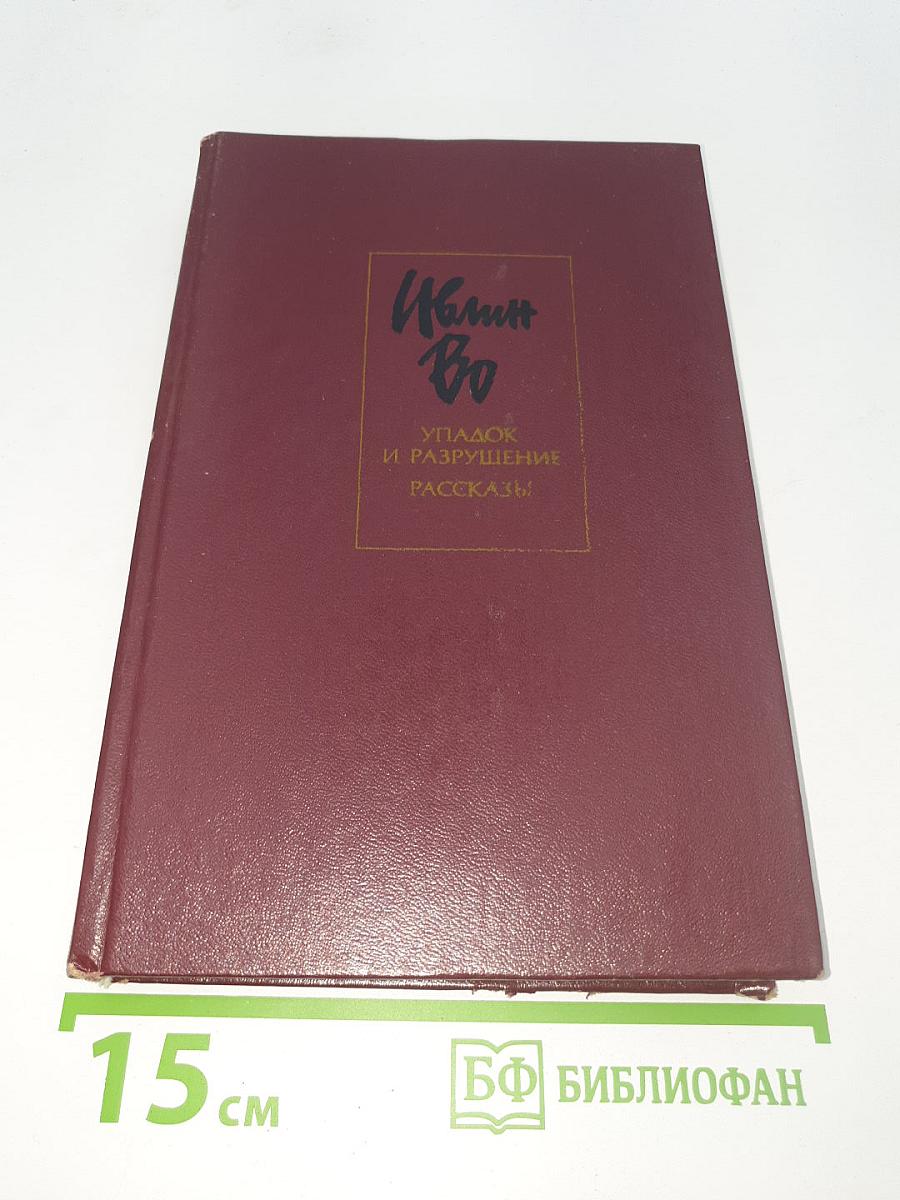 Ивлин
Во
УПАДОК
И РАЗРУШЕНИЕ
РАССКАЗЫ
15 см
БФ БИБЛИОФАН